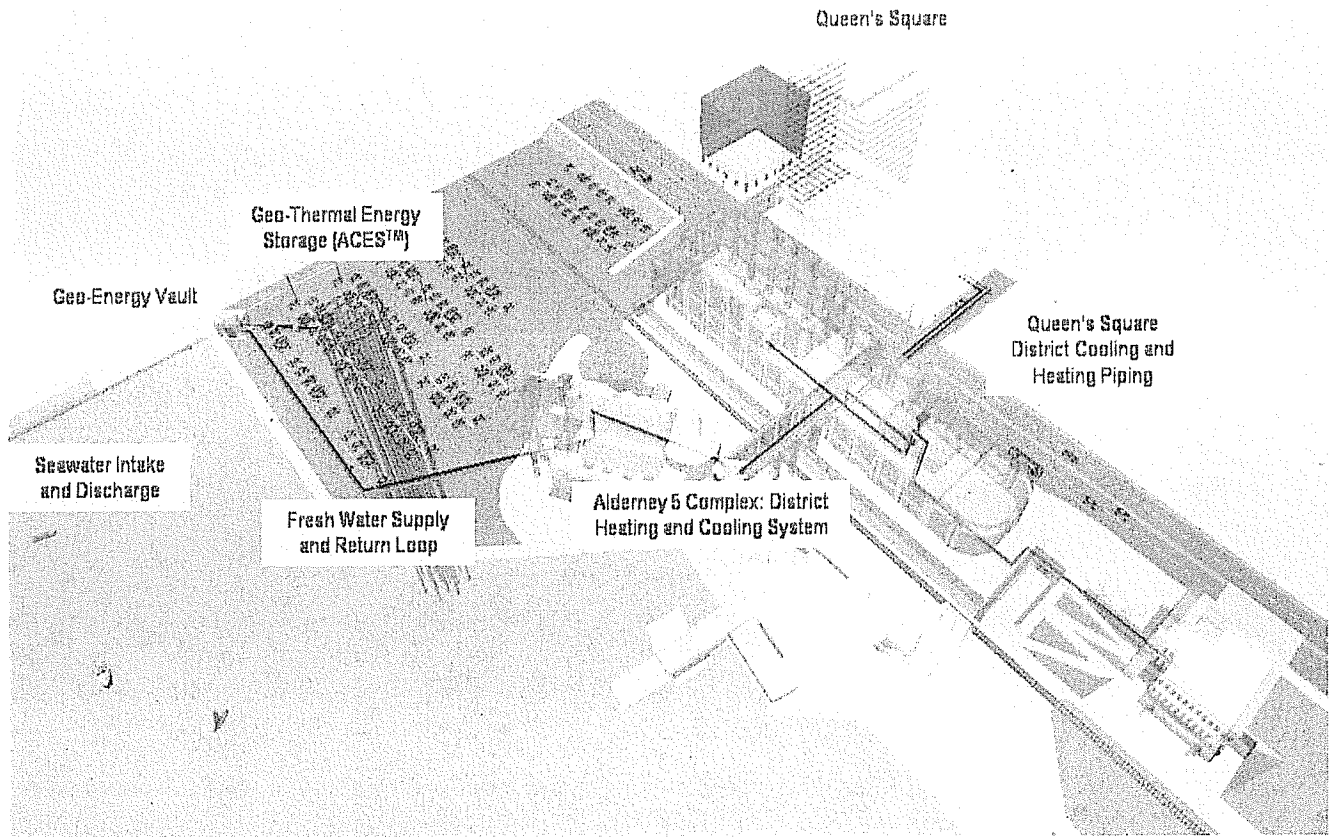 Queen's Square
Geo-Thermal Energy
Storage (ACES™)
Geo-Energy Vault
Queen's Square
District Cooling and
Heating Piping
Seawater Intake
and Discharge
Fresh Water Supply
and Return Loop
Alderney 5 Complex: District
Heating and Cooling System